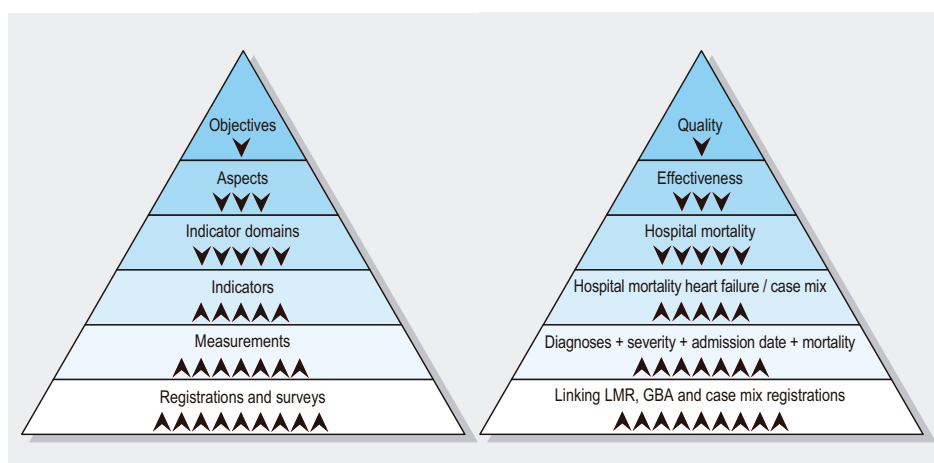 Objectives
Aspects
Indicator domains
Indicators
Measurements
Registrations and surveys
Quality
Effectiveness
Hospital mortality
Hospital mortality heart failure / case mix
Diagnoses + severity + admission date + mortality
Linking LMR, GBA and case mix registrations